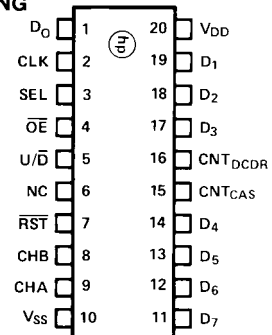 NG
D0 1 20 VDD
CLK 2 hp 19 D1
SEL 3 18 D2
OE 4 17 D3
U/D 5 16 CNTDCDR
NC 6 15 CNTCAS
RST 7 14 D4
CHB 8 13 D5
CHA 9 12 D6
VSS 10 11 D7